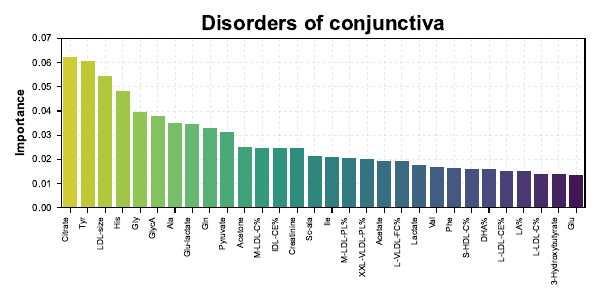 Disorders of conjunctiva
Importance
0.07
0.06
0.05
0.04
0.03
0.02
0.01
0.00
Citrate
Tyr
LDL-size
His
Gly
GlycA
Ala
Glu-lactate
Gln
Pyruvate
Acetone
M-LDL-C%
IDL-CE%
Creatinine
Sc-ala
Ile
M-LDL-PL%
XXL-VLDL-PL%
Acetate
L-VLDL-FC%
Lactate
Val
Phe
S-HDL-C%
DHA%
L-LDL-CE%
LA%
L-LDL-C%
3-Hydroxybutyrate
Glu